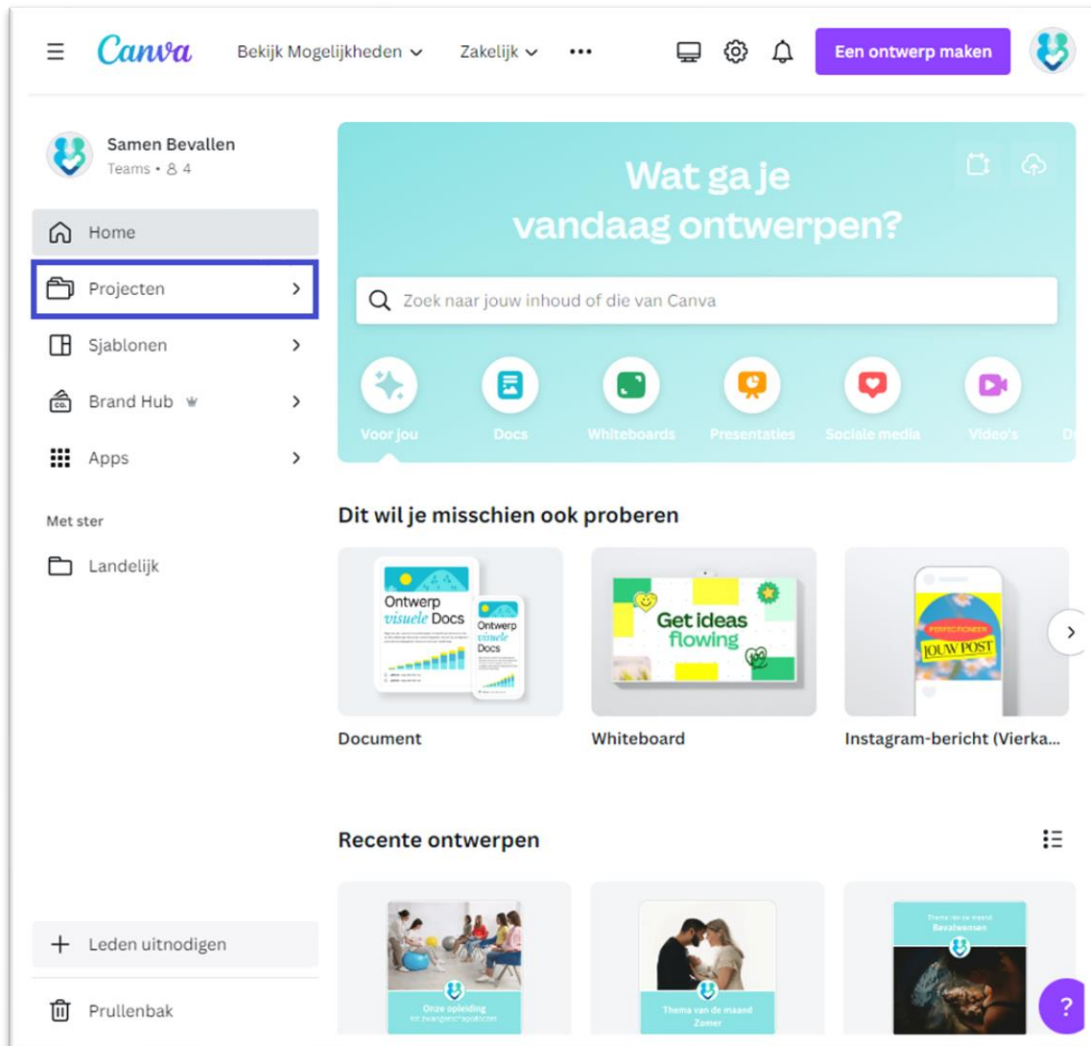 Canva
Bekijk Mogelijkheden
Zakelijk
Een ontwerp maken
Samen Bevallen
Teams • 4
Home
Projecten
Sjablonen
Brand Hub
Apps
Met ster
Landelijk
Leden uitnodigen
Prullenbak
Wat ga je
vandaag ontwerpen?
Zoek naar jouw inhoud of die van Canva
Voor jou
Docs
Whiteboards
Presentaties
Sociale media
Video's
Dit wil je misschien ook proberen
Ontwerp
visuele Docs
Ontwerp
visuele
Docs
Document
Get ideas
flowing
Whiteboard
PERFECTIONEER
JOUW POST
Instagram-bericht (Vierka...
Recente ontwerpen
Onze opleiding
tot zwangerschapsdocent
Thema van de maand
Zomer
Thema van de maand
Bevalwensen
?